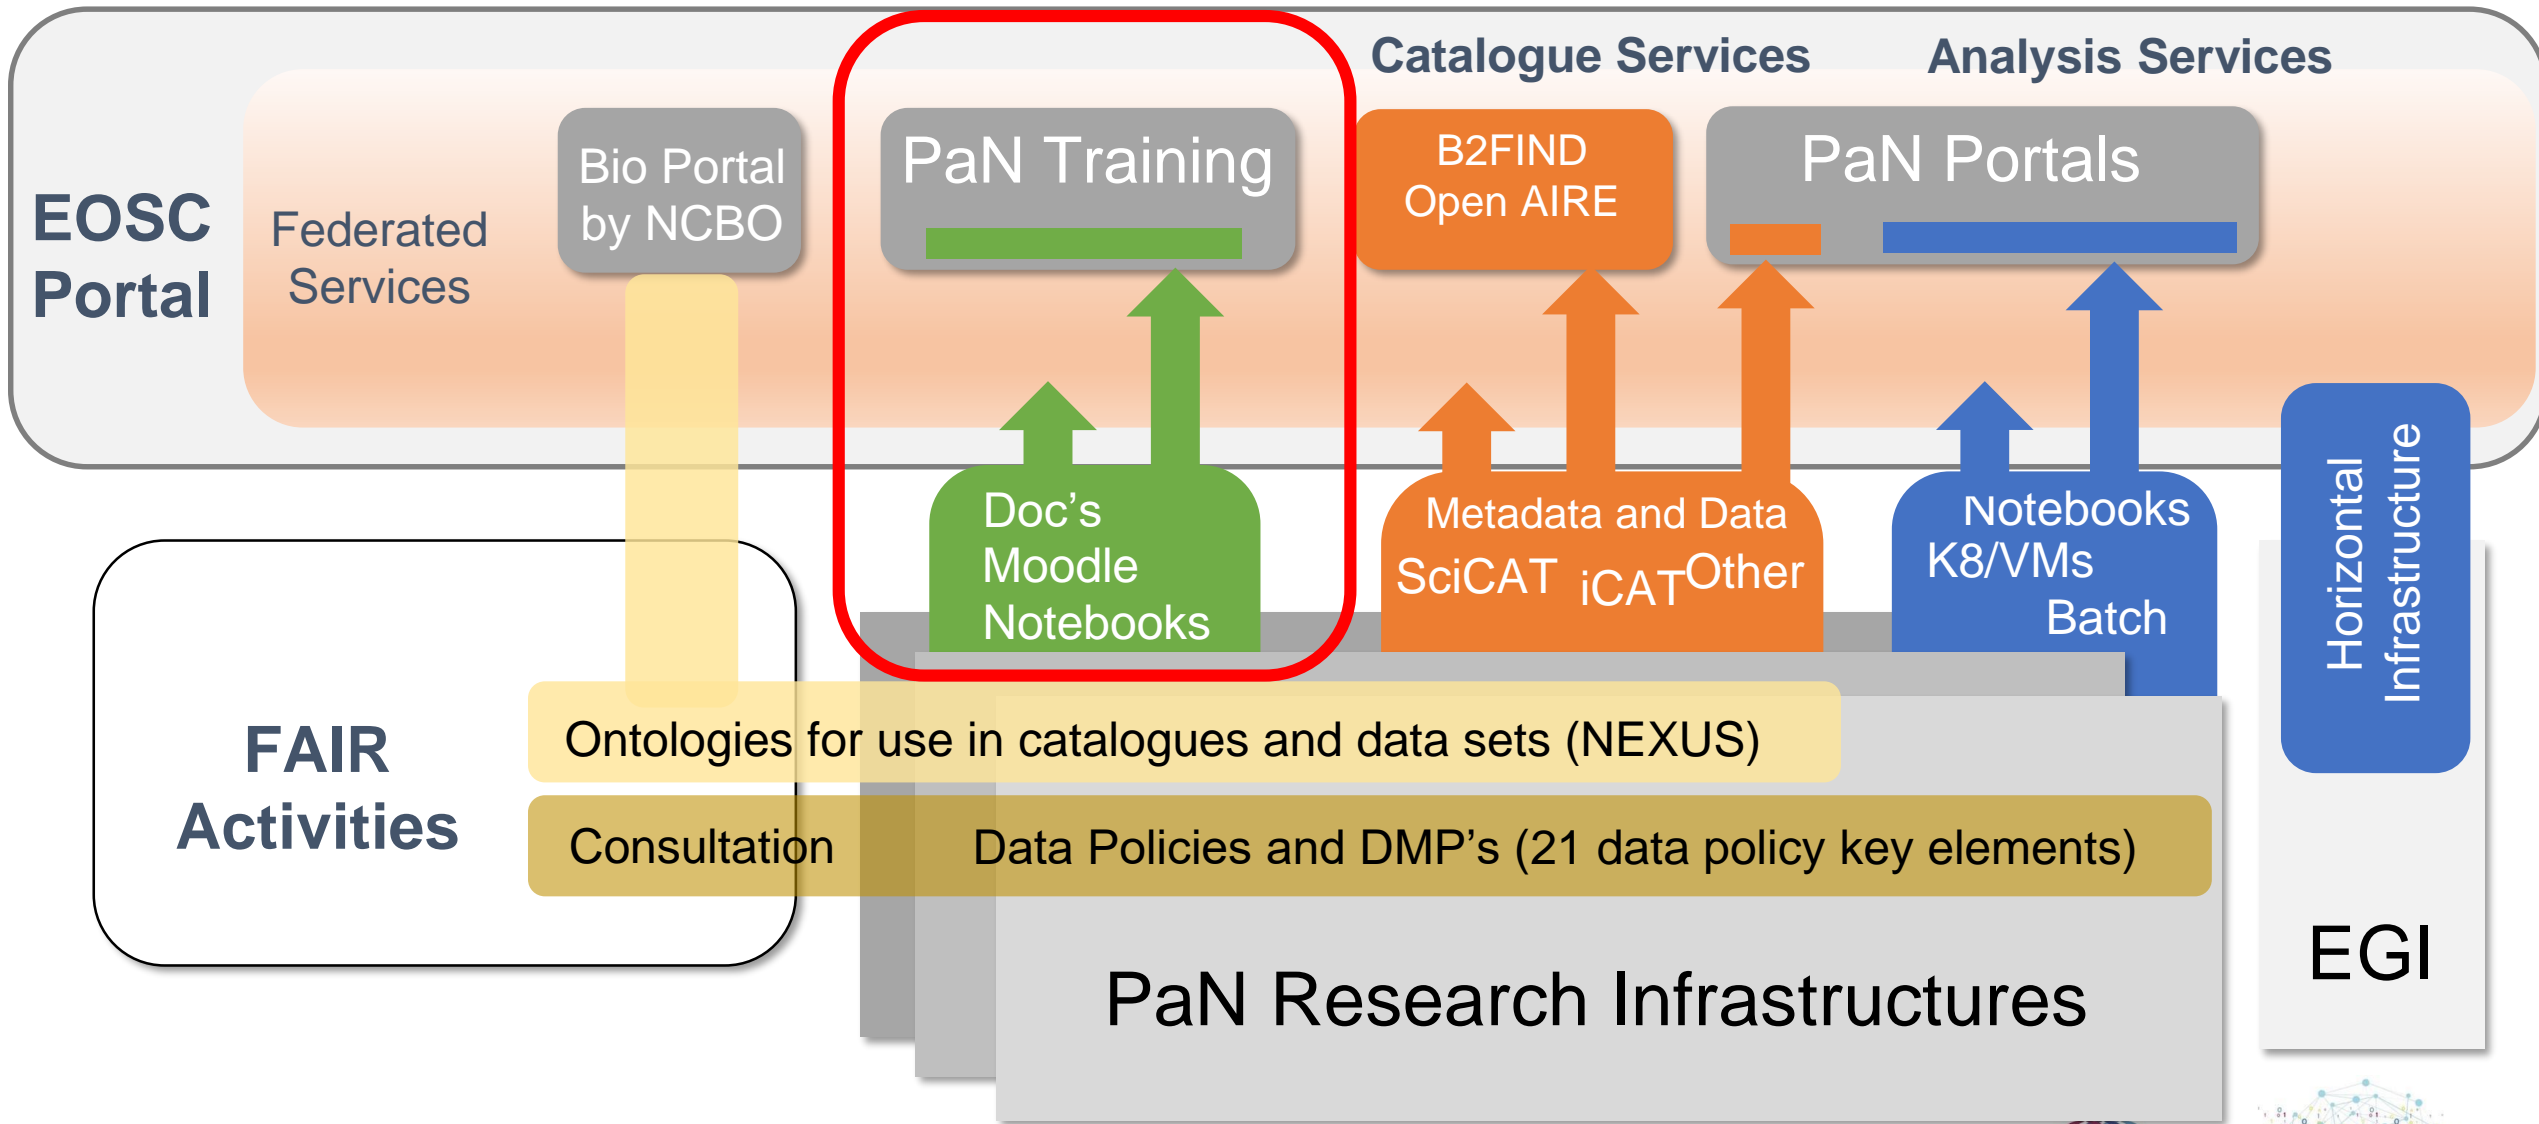 Catalogue Services
Analysis Services
EOSC
Portal
Federated
Services
Bio Portal
by NCBO
PaN Training
B2FIND
Open AIRE
PaN Portals
Doc’s
Moodle
Notebooks
Metadata and Data
SciCAT iCAT Other
Notebooks
K8/VMs
Batch
Horizontal
Infrastructure
FAIR
Activities
Ontologies for use in catalogues and data sets (NEXUS)
Consultation Data Policies and DMP’s (21 data policy key elements)
PaN Research Infrastructures
EGI